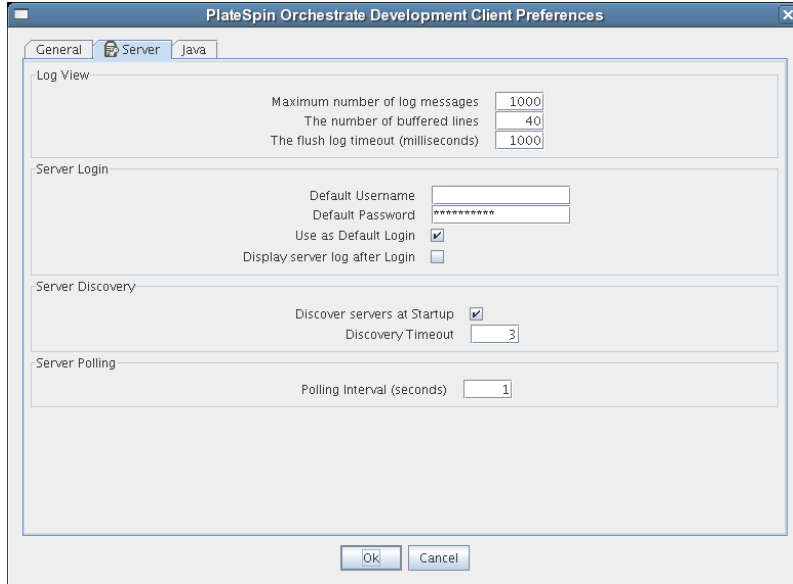 PlateSpin Orchestrate Development Client Preferences
General Server Java
Log View
Maximum number of log messages 1000
The number of buffered lines 40
The flush log timeout (milliseconds) 1000
Server Login
Default Username
Default Password **********
Use as Default Login
Display server log after Login
Server Discovery
Discover servers at Startup
Discovery Timeout 3
Server Polling
Polling Interval (seconds) 1
Ok Cancel